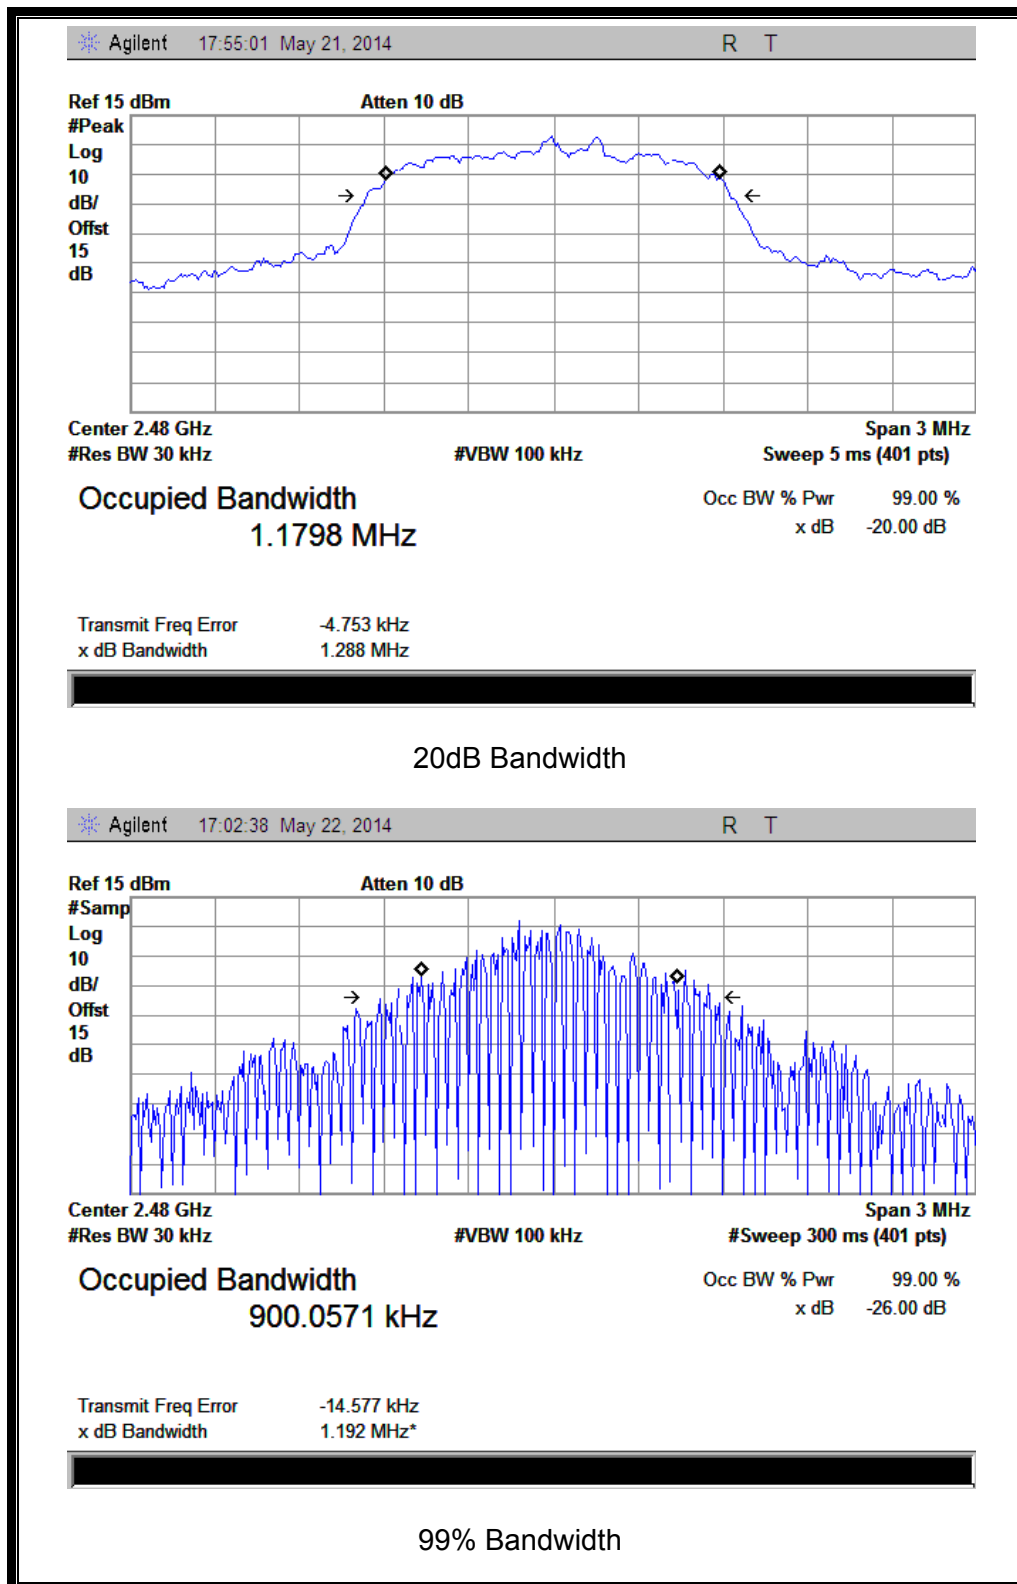 Agilent 17:55:01 May 21, 2014 R T
Ref 15 dBm Atten 10 dB
#Peak
Log
10
dB/
Offst
15
dB
Center 2.48 GHz Span 3 MHz
#Res BW 30 kHz #VBW 100 kHz Sweep 5 ms (401 pts)
Occupied Bandwidth Occ BW % Pwr 99.00 %
1.1798 MHz x dB -20.00 dB
Transmit Freq Error -4.753 kHz
x dB Bandwidth 1.288 MHz
20dB Bandwidth
Agilent 17:02:38 May 22, 2014 R T
Ref 15 dBm Atten 10 dB
#Samp
Log
10
dB/
Offst
15
dB
Center 2.48 GHz Span 3 MHz
#Res BW 30 kHz #VBW 100 kHz #Sweep 300 ms (401 pts)
Occupied Bandwidth Occ BW % Pwr 99.00 %
900.0571 kHz x dB -26.00 dB
Transmit Freq Error -14.577 kHz
x dB Bandwidth 1.192 MHz*
99% Bandwidth